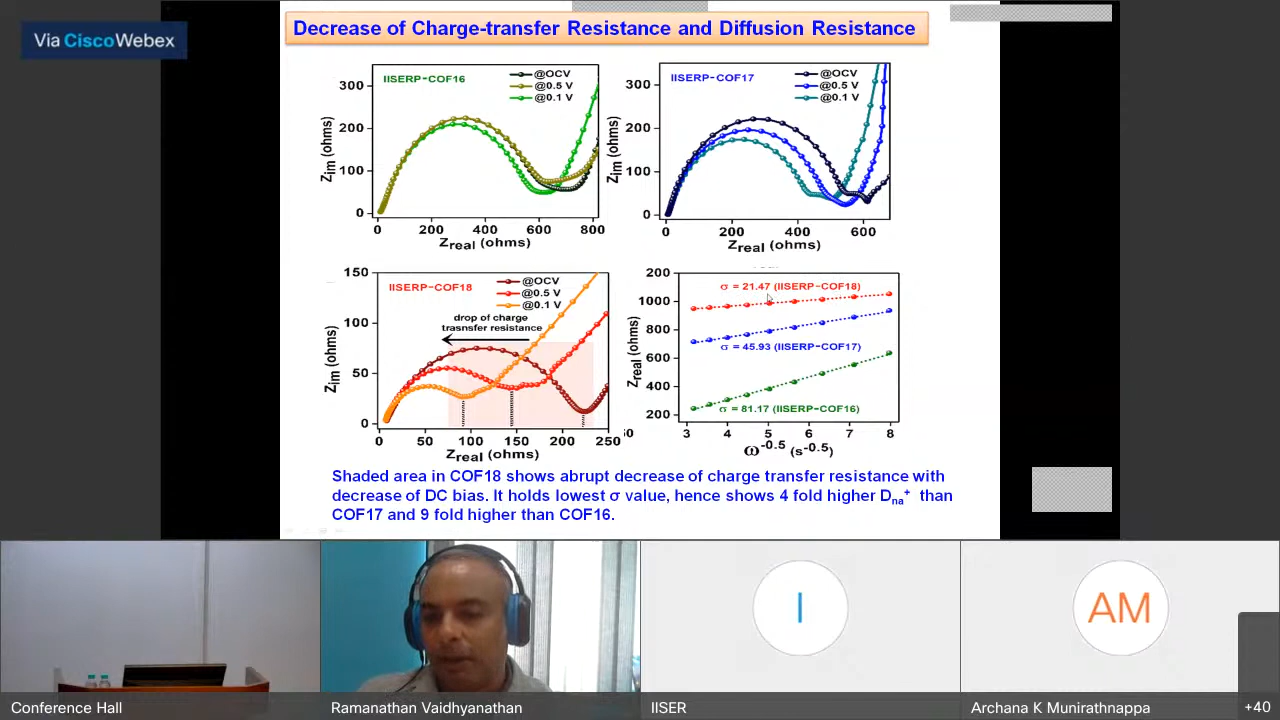 Via Cisco Webex
Decrease of Charge-transfer Resistance and Diffusion Resistance
IISERP-COF16
@OCV
@0.5 V
@0.1 V
300
200
100
0
Zim (ohms)
0 200 400 600 800
Zreal (ohms)
IISERP-COF17
@OCV
@0.5 V
@0.1 V
300
200
100
0
Zim (ohms)
0 200 400 600
Zreal (ohms)
IISERP-COF18
@OCV
@0.5 V
@0.1 V
drop of charge
trasnsfer resistance
150
100
50
0
Zim (ohms)
0 50 100 150 200 250
Zreal (ohms)
σ = 21.47 (IISERP-COF18)
σ = 45.93 (IISERP-COF17)
σ = 81.17 (IISERP-COF16)
200
1000
800
600
400
200
Zreal (ohms)
3 4 5 6 7 8
ω-0.5 (s-0.5)
Shaded area in COF18 shows abrupt decrease of charge transfer resistance with
decrease of DC bias. It holds lowest σ value, hence shows 4 fold higher Dna+ than
COF17 and 9 fold higher than COF16.
I
AM
Conference Hall
Ramanathan Vaidhyanathan
IISER
Archana K Munirathnappa
+40